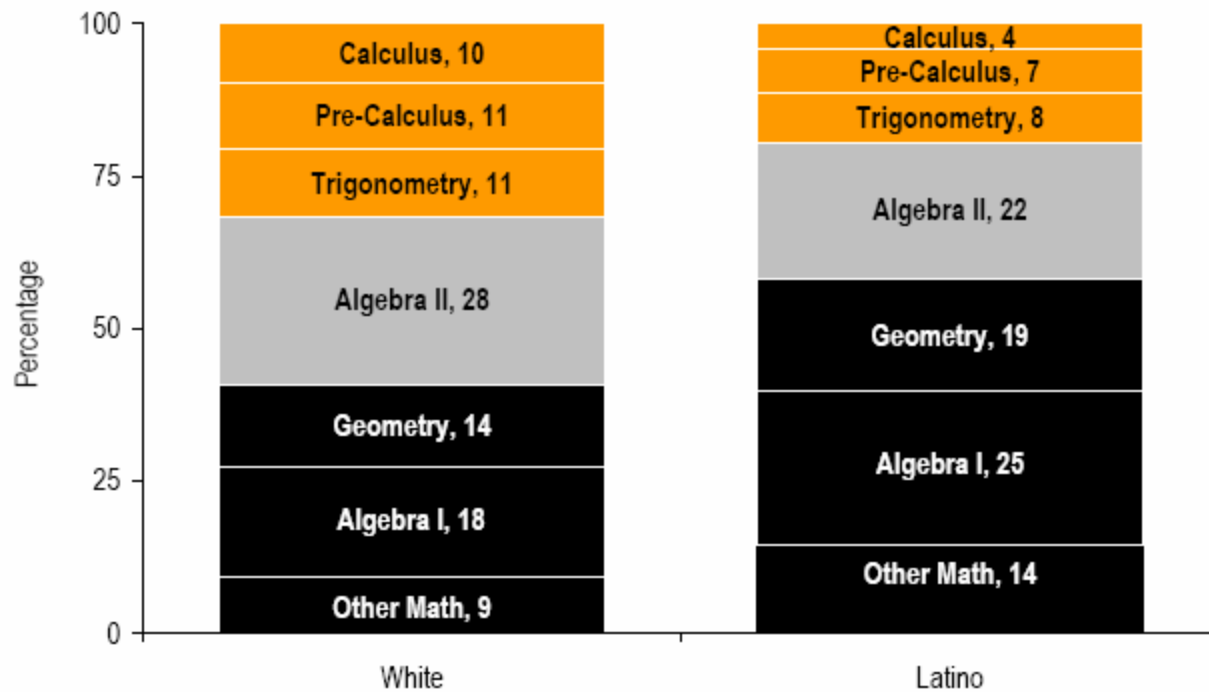 100
75
50
25
0
Percentage
Calculus, 10
Pre-Calculus, 11
Trigonometry, 11
Algebra II, 28
Geometry, 14
Algebra I, 18
Other Math, 9
White
Calculus, 4
Pre-Calculus, 7
Trigonometry, 8
Algebra II, 22
Geometry, 19
Algebra I, 25
Other Math, 14
Latino